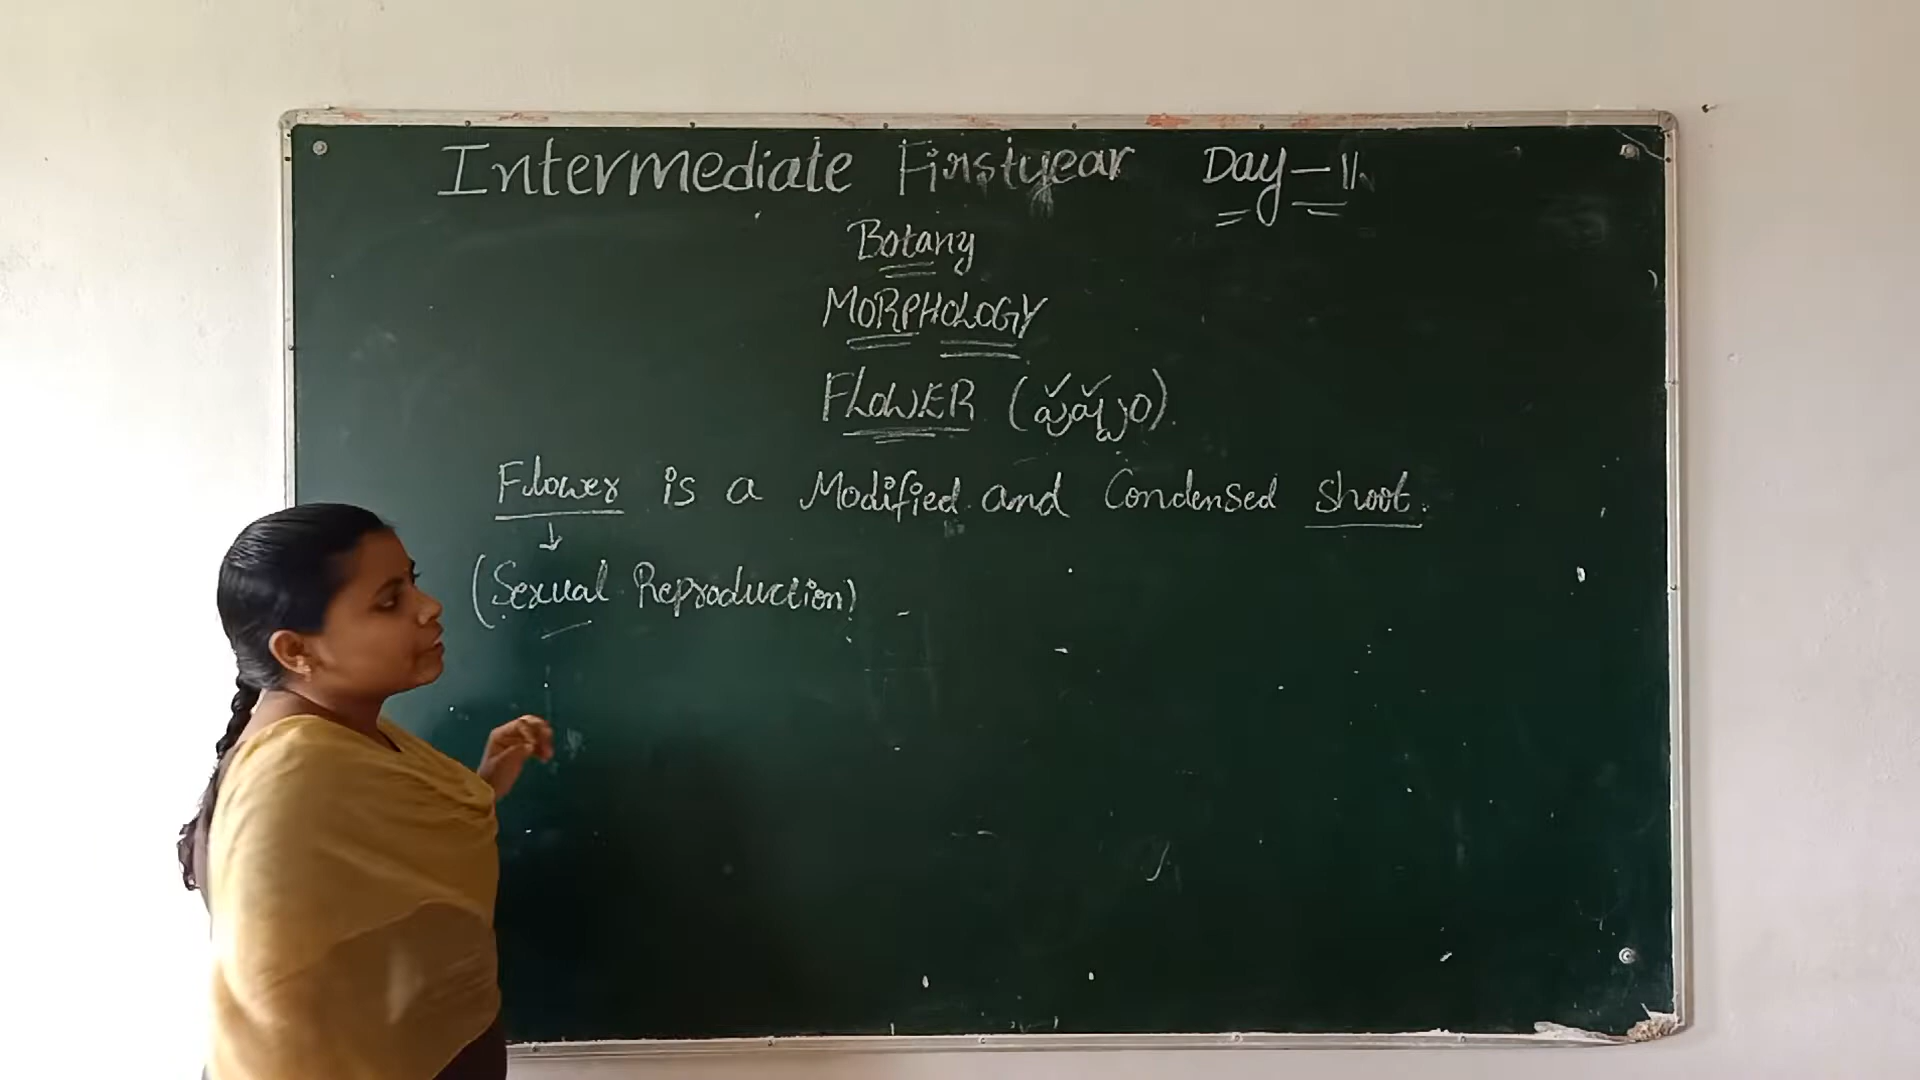 Intermediate Firstyear Day-11
Botany
MORPHOLOGY
FLOWER (పుష్పం)
Flower is a Modified and Condensed Shoot.
↓
(Sexual Reproduction)